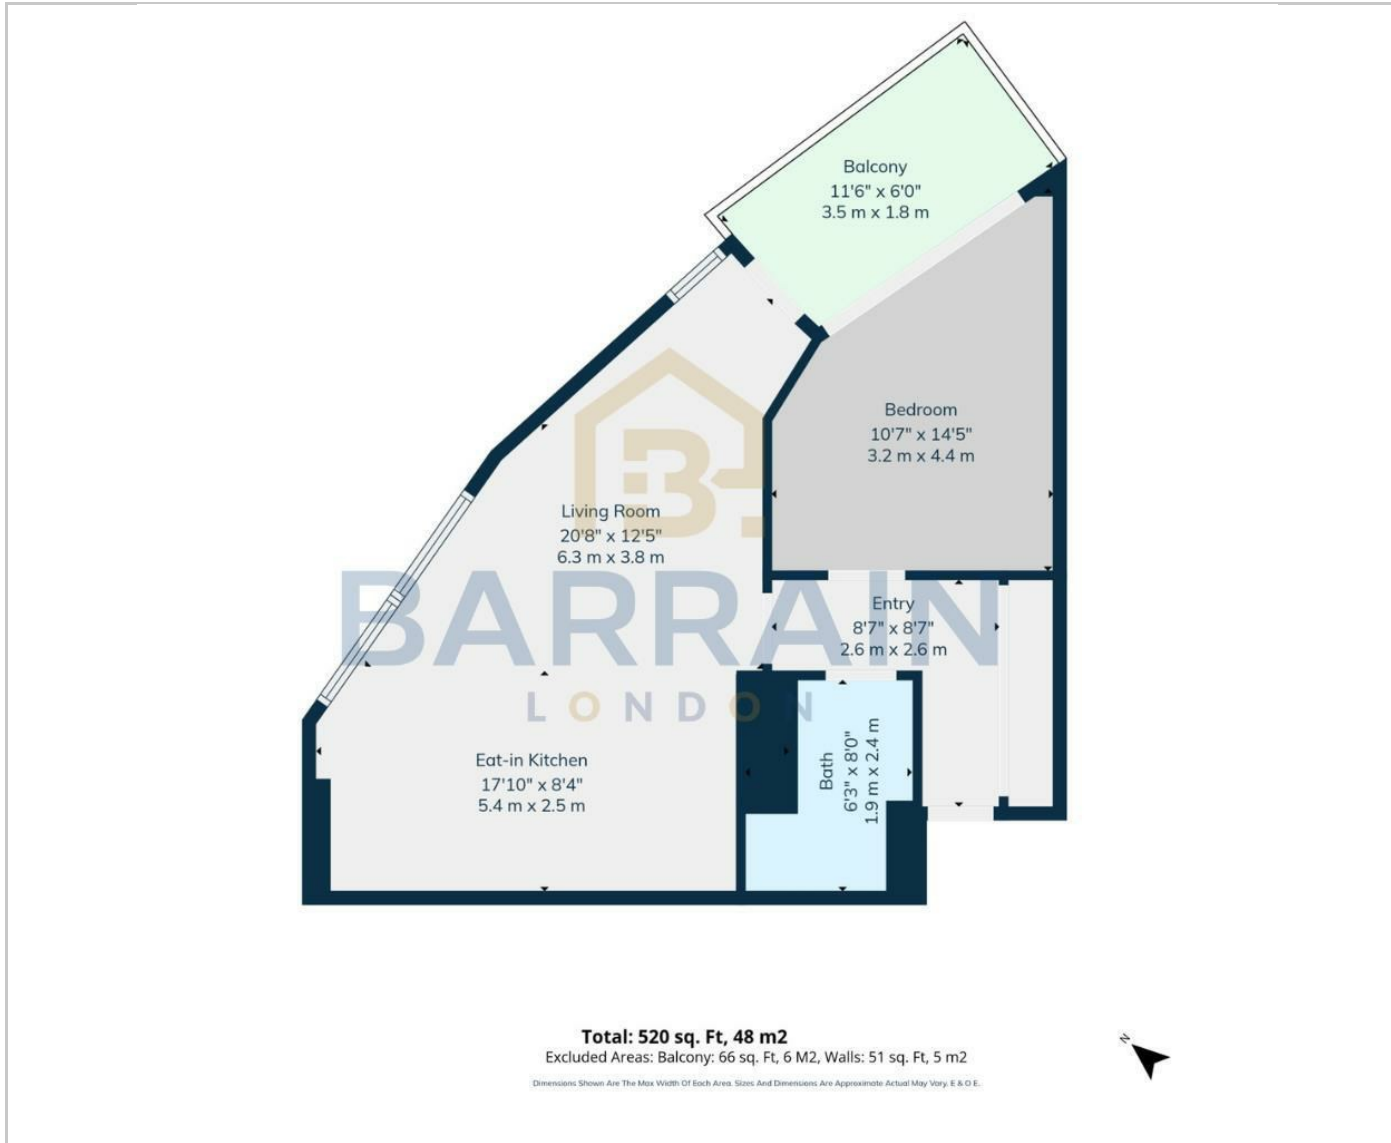 Balcony
11'6" x 6'0"
3.5 m x 1.8 m
Bedroom
10'7" x 14'5"
3.2 m x 4.4 m
B
Living Room
20'8" x 12'5"
6.3 m x 3.8 m
BARRAIN
LONDON
Entry
8'7" x 8'7"
2.6 m x 2.6 m
Eat-in Kitchen
17'10" x 8'4"
5.4 m x 2.5 m
Bath
6'3" x 8'0"
1.9 m x 2.4 m
Total: 520 sq. Ft, 48 m2
Excluded Areas: Balcony: 66 sq. Ft, 6 M2, Walls: 51 sq. Ft, 5 m2
Dimensions Shown Are The Max Width Of Each Area. Sizes And Dimensions Are Approximate Actual May Vary. E & O E.
N